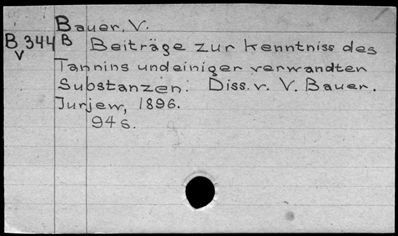 Bauer, V.
B 344 B Beiträge zur Kenntniss des
V Tannins und einiger verwandten
Substanzen. Diss. v. V. Bauer.
Jurjew, 1896.
94 s.